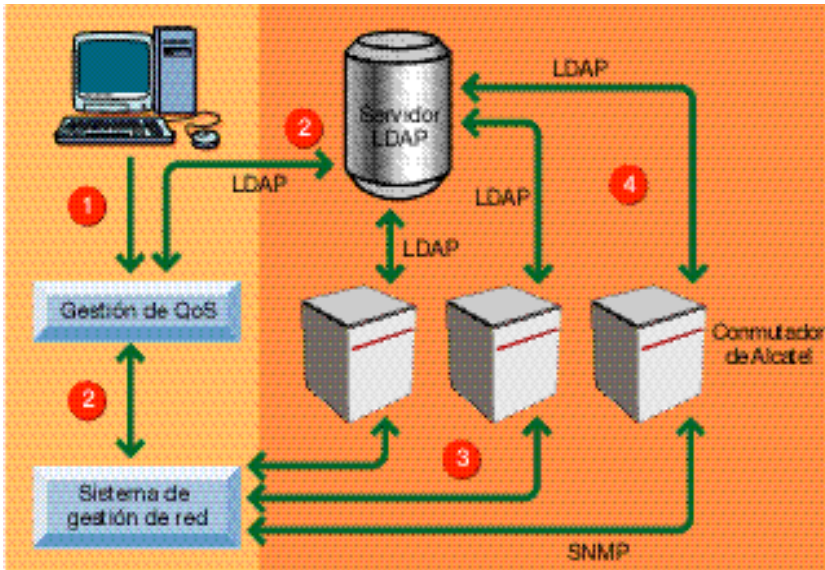 LDAP
Servidor
LDAP
2
1
LDAP
LDAP
4
LDAP
Gestión de QoS
Conmutador
de Alcatel
2
3
Sistema de
gestión de red
SNMP